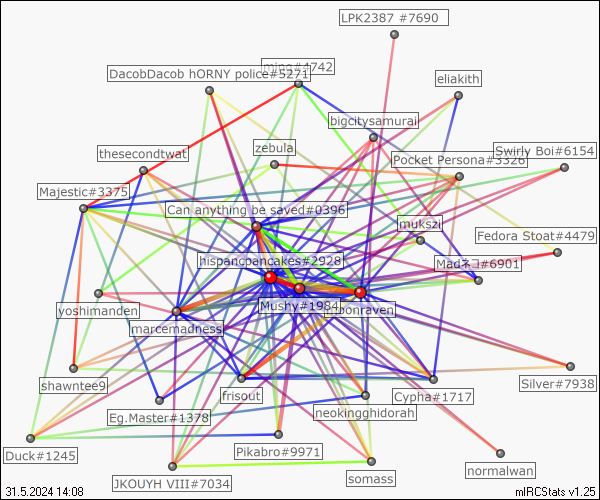 LPK2387 #7690
ming#4742
DacobDacob hORNY police#5271
eliakith
bigcitysamurai
thesecondtwat
zebula
Swirly Boi#6154
Pocket Persona#3326
Majestic#3375
Can anything be saved#0396
mukszi
Fedora Stoat#4479
hispancpancakes#2928
Madネコ#6901
yoshimanden
Mushy#1984
marcemadness
shawntee9
frisout
Cypha#1717
Silver#7938
Eg.Master#1378
neokingghidorah
Duck#1245
Pikabro#9971
normalwan
JKOUYH VIII#7034
somass
31.5.2024 14:08
mIRCStats v1.25